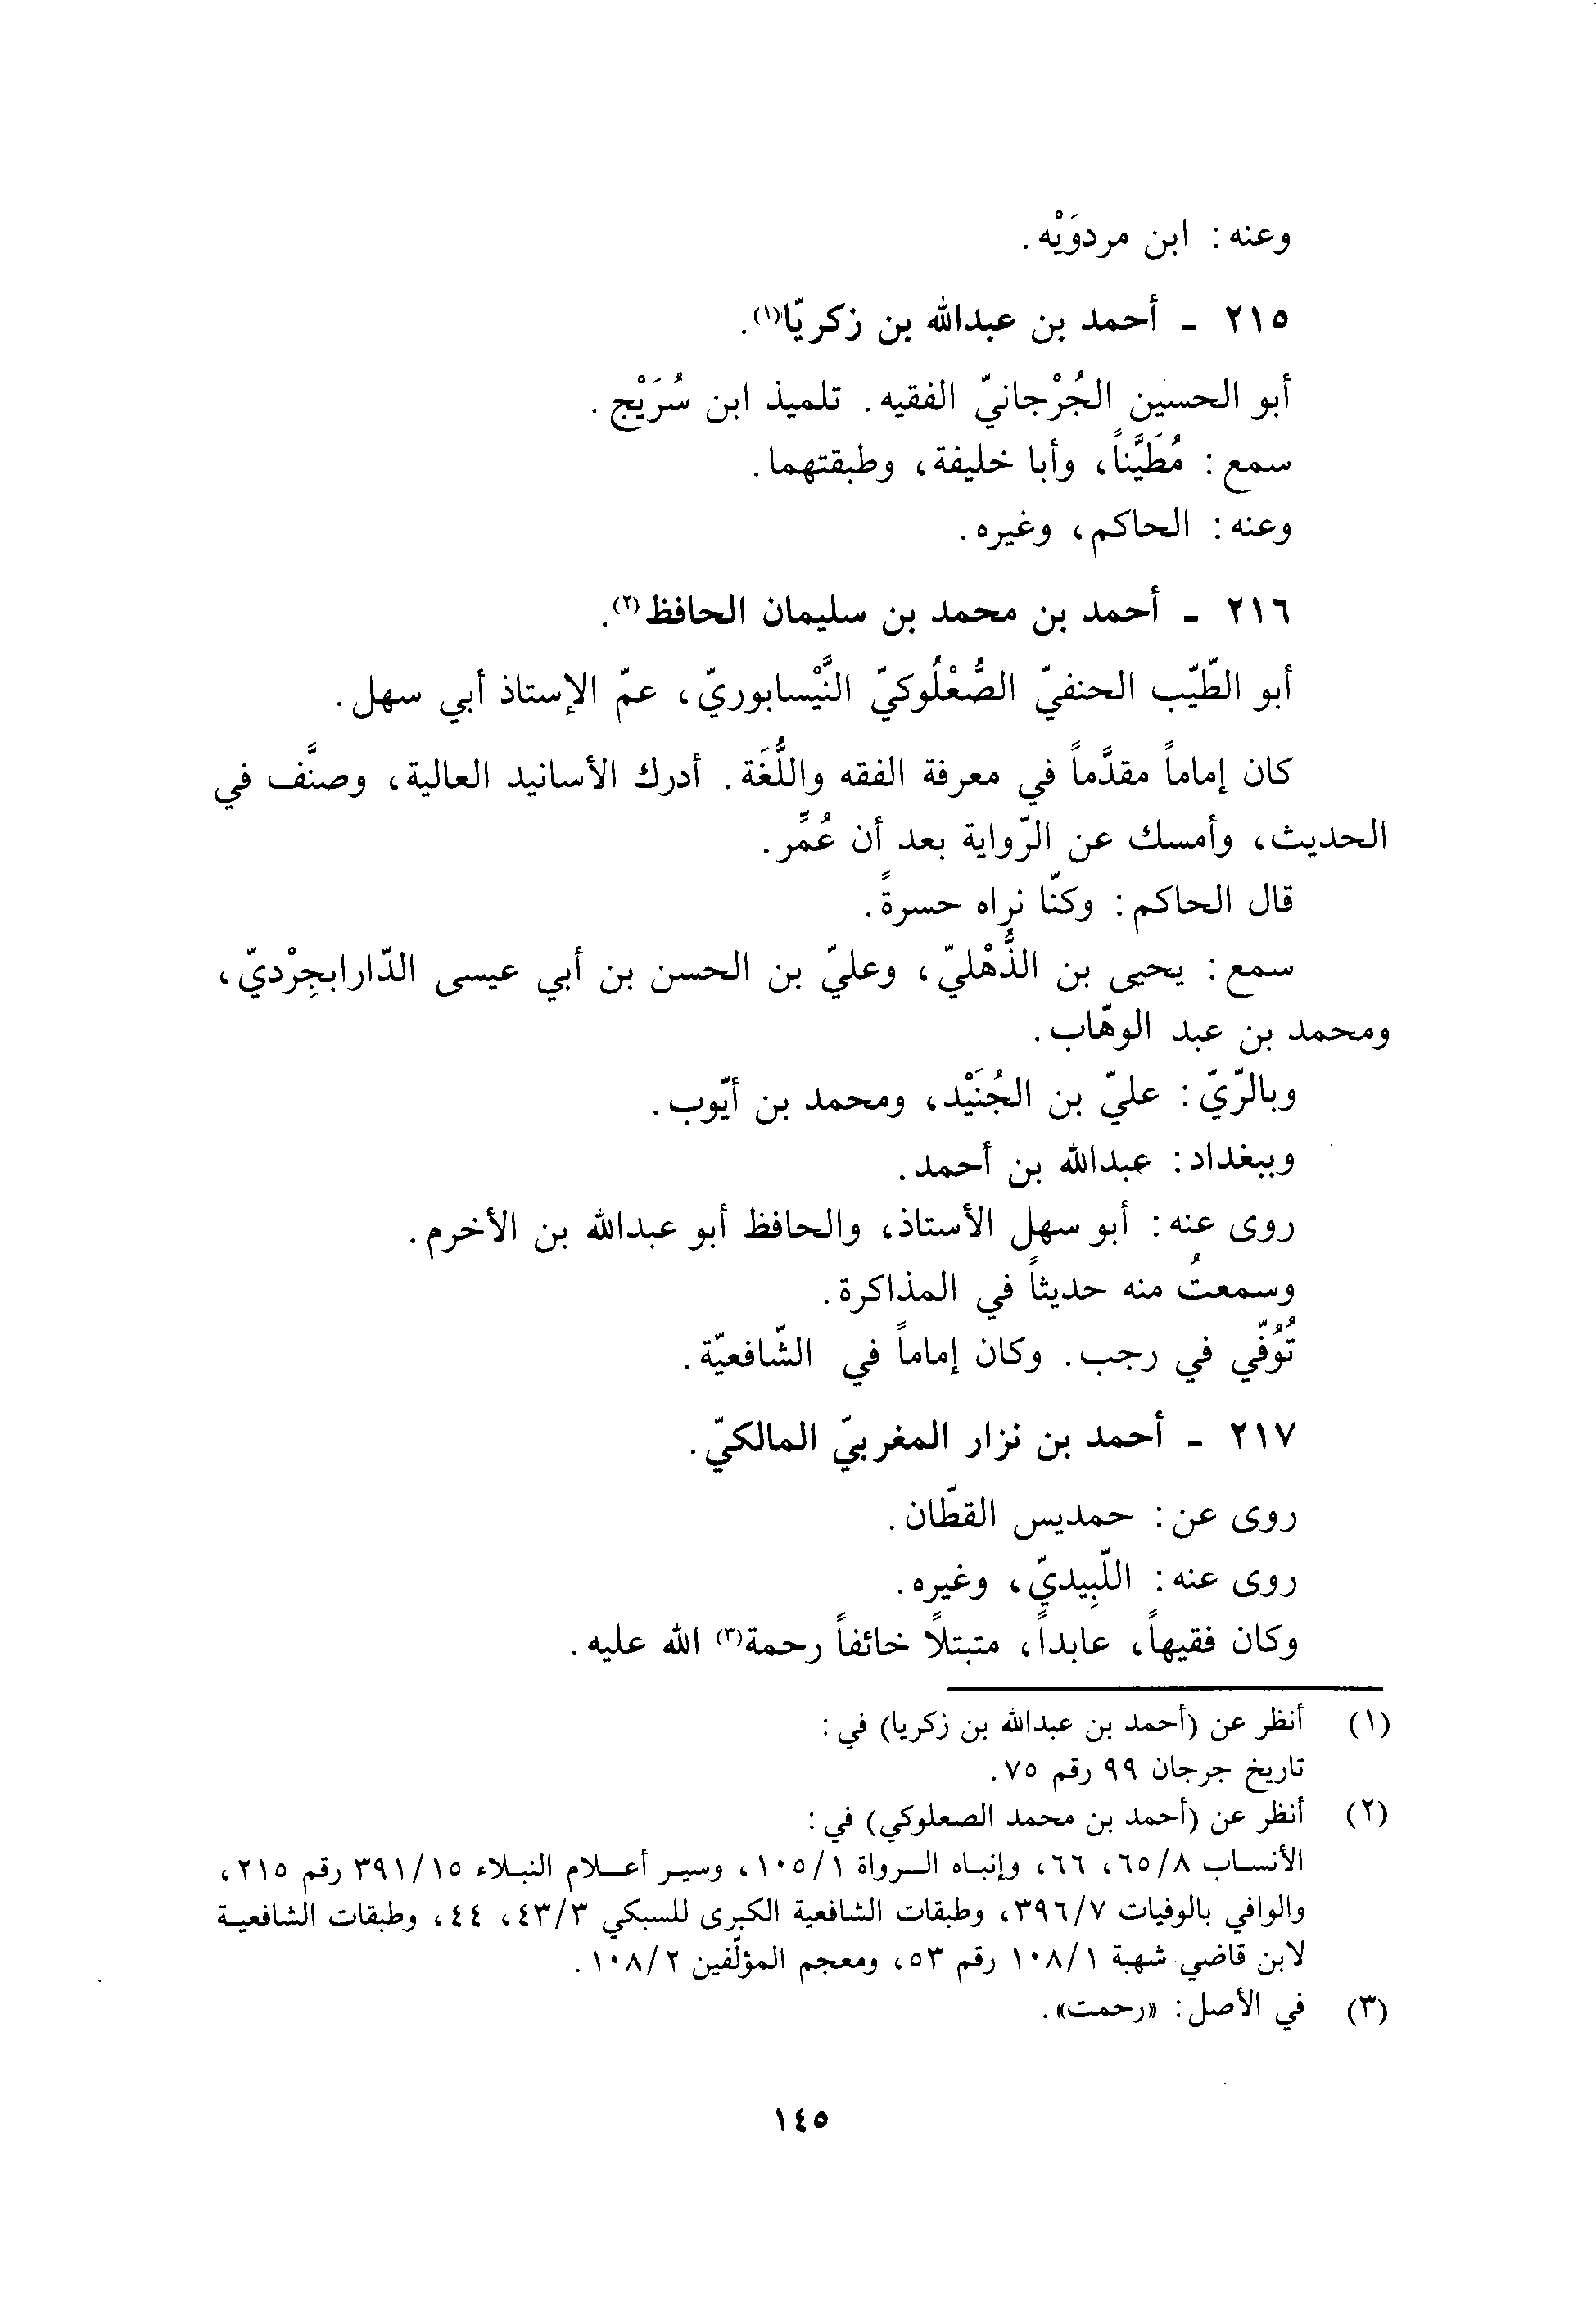 وعنه: ابن مردوَيْه.
٢١٥ - أحمد بن عبدالله بن زكريّا(١).
أبو الحسين الجُرْجانيّ الفقيه. تلميذ ابن سُرَيْج.
سمع: مُطَيَّناً، وأبا خليفة، وطبقتهما.
وعنه: الحاكم، وغيره.
٢١٦ - أحمد بن محمد بن سليمان الحافظ(٢).
أبو الطّيّب الحنفيّ الصُّعْلُوكيّ النَّيْسابوريّ، عمّ الإستاذ أبي سهل.
كان إماماً مقدَّماً في معرفة الفقه واللُّغَة. أدرك الأسانيد العالية، وصنَّف في
الحديث، وأمسك عن الرّواية بعد أن عُمِّر.
قال الحاكم: وكنّا نراه حسرةً.
سمع: يحيى بن الذُّهْليّ، وعليّ بن الحسن بن أبي عيسى الدّارابجِرْديّ،
ومحمد بن عبد الوهّاب.
وبالرّيّ: عليّ بن الجُنَيْد، ومحمد بن أيّوب.
وببغداد: عبدالله بن أحمد.
روى عنه: أبو سهل الأستاذ، والحافظ أبو عبدالله بن الأخرم.
وسمعتُ منه حديثاً في المذاكرة.
تُوُفّي في رجب. وكان إماماً في الشّافعيّة.
٢١٧ - أحمد بن نزار المغربيّ المالكيّ.
روى عن: حمديس القطّان.
روى عنه: اللّبِيديّ، وغيره.
وكان فقيهاً، عابداً، متبتلاً خائفاً رحمة(٣) الله عليه.
(١) أنظر عن (أحمد بن عبدالله بن زكريا) في:
تاريخ جرجان ٩٩ رقم ٧٥.
(٢) أنظر عن (أحمد بن محمد الصعلوكي) في:
الأنساب ٦٥/٨، ٦٦، وإنباه الرواة ١٠٥/١، وسير أعلام النبلاء ٣٩١/١٥ رقم ٢١٥،
والوافي بالوفيات ٣٩٦/٧، وطبقات الشافعية الكبرى للسبكي ٤٣/٣، ٤٤، وطبقات الشافعية
لابن قاضي شهبة ١٠٨/١ رقم ٥٣، ومعجم المؤلّفين ١٠٨/٢.
(٣) في الأصل: «رحمت».
١٤٥